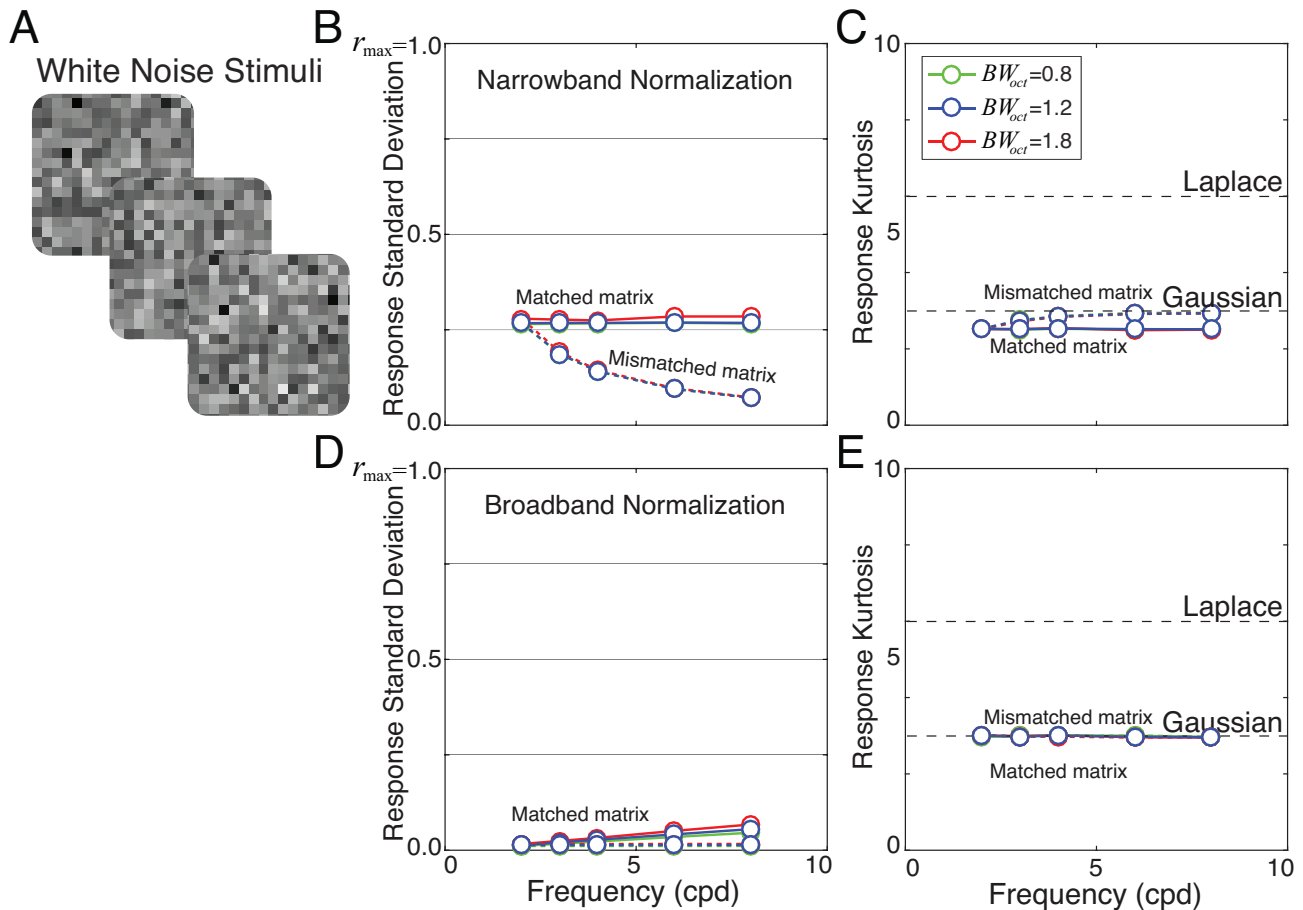 A
White Noise Stimuli
B
r_max=1.0
Narrowband Normalization
Response Standard Deviation
0.5
0.0
Matched matrix
Mismatched matrix
C
10
BW_oct=0.8
BW_oct=1.2
BW_oct=1.8
Response Kurtosis
Laplace
5
Mismatched matrix
Gaussian
Matched matrix
0
D
r_max=1.0
Broadband Normalization
Response Standard Deviation
0.5
Matched matrix
0.0
0
5
10
Frequency (cpd)
E
10
Response Kurtosis
Laplace
5
Mismatched matrix
Gaussian
Matched matrix
0
0
5
10
Frequency (cpd)